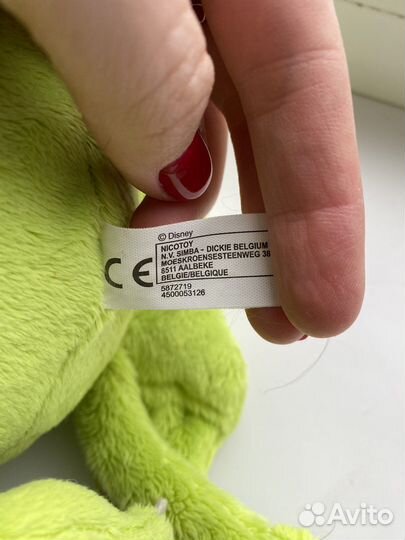 © Disney
NICOTOY
N.V. SIMBA - DICKIE BELGIUM
MOESKROENSESTEENWEG 38
8511 AALBEKE
BELGIE/BELGIQUE
CE
5872719
4500053126
Avito